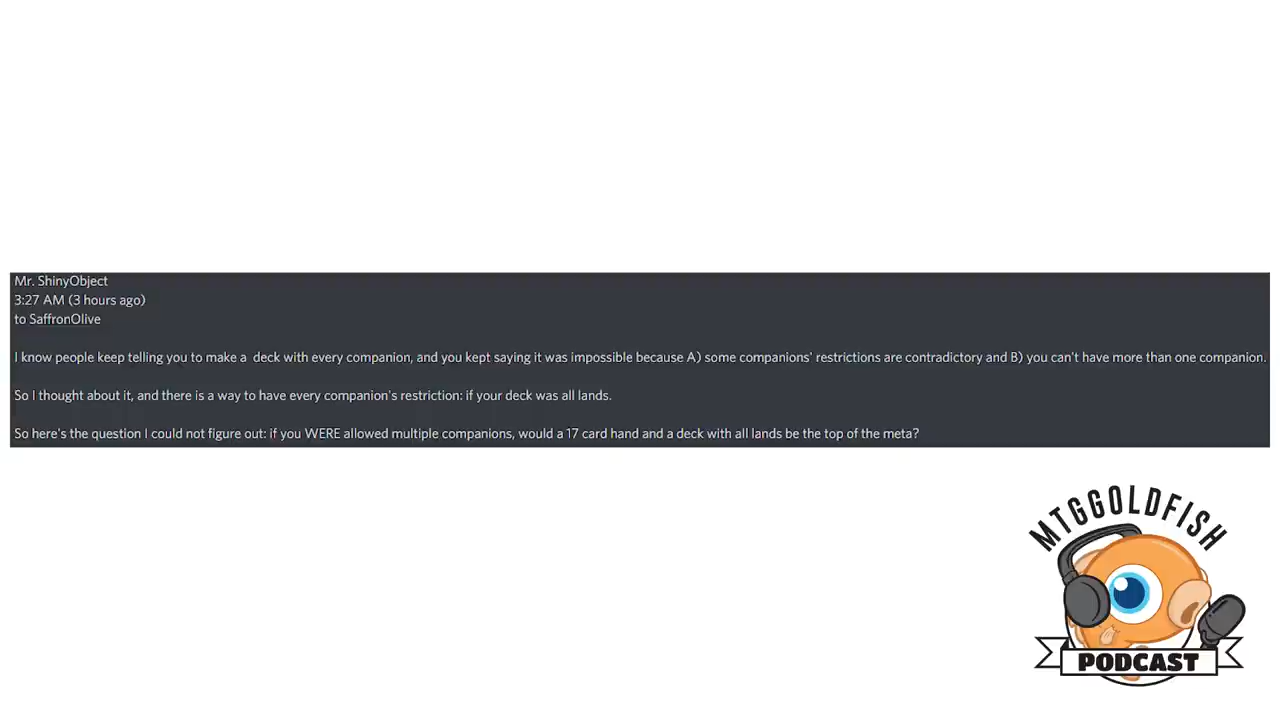 Mr. ShinyObject
3:27 AM (3 hours ago)
to SaffronOlive
I know people keep telling you to make a  deck with every companion, and you kept saying it was impossible because A) some companions' restrictions are contradictory and B) you can't have more than one companion.
So I thought about it, and there is a way to have every companion's restriction: if your deck was all lands.
So here's the question I could not figure out: if you WERE allowed multiple companions, would a 17 card hand and a deck with all lands be the top of the meta?
MTGGOLDFISH
PODCAST